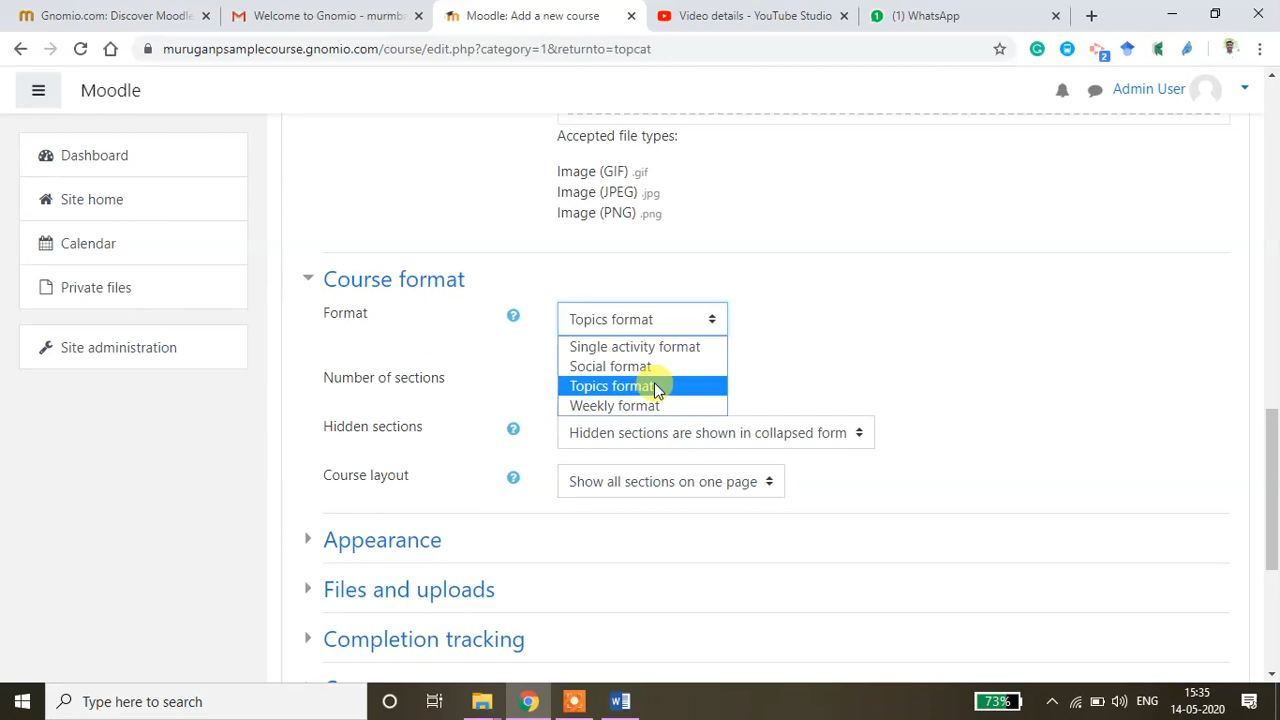 Gnomio.com: Discover Moodle
Welcome to Gnomio - murmb
Moodle: Add a new course
Video details - YouTube Studio
(1) WhatsApp
muruganpsamplecourse.gnomio.com/course/edit.php?category=1&returnto=topcat
Moodle
Admin User
Dashboard
Site home
Calendar
Private files
Site administration
Accepted file types:
Image (GIF) .gif
Image (JPEG) .jpg
Image (PNG) .png
Course format
Format
Topics format
Single activity format
Social format
Topics format
Weekly format
Number of sections
Hidden sections
Hidden sections are shown in collapsed form
Course layout
Show all sections on one page
Appearance
Files and uploads
Completion tracking
Type here to search
73%
ENG
15:35
14-05-2020